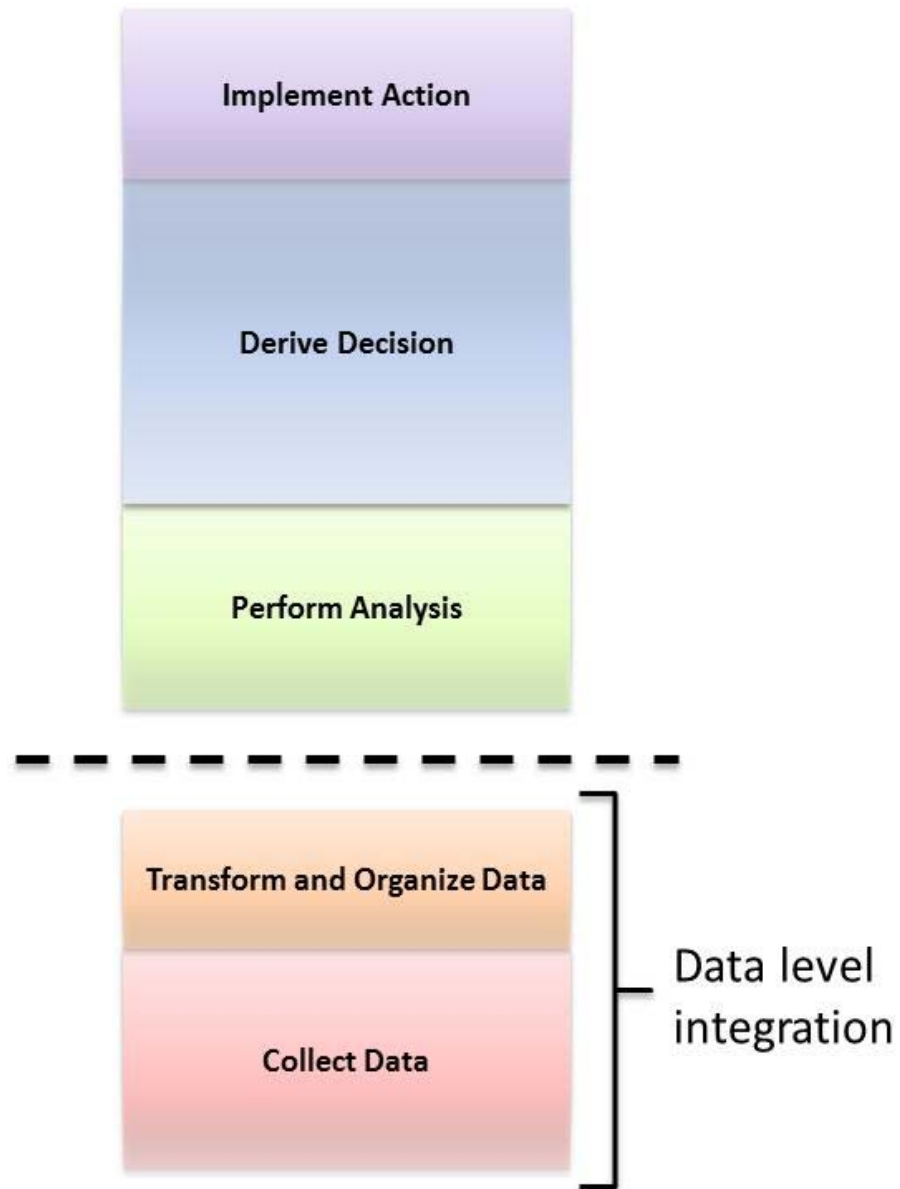 Implement Action
Derive Decision
Perform Analysis
Transform and Organize Data
Data level
integration
Collect Data